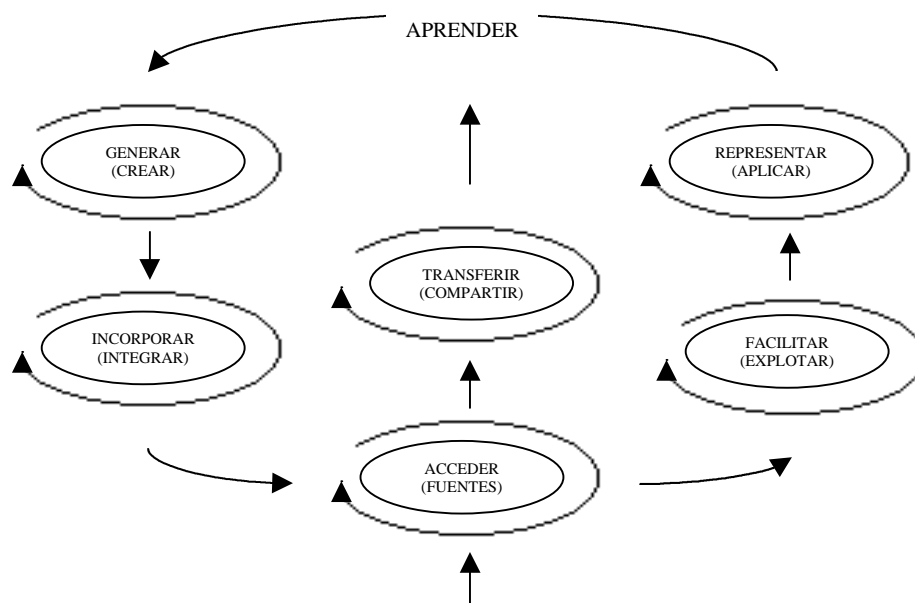 APRENDER
GENERAR
(CREAR)
REPRESENTAR
(APLICAR)
TRANSFERIR
(COMPARTIR)
INCORPORAR
(INTEGRAR)
FACILITAR
(EXPLOTAR)
ACCEDER
(FUENTES)